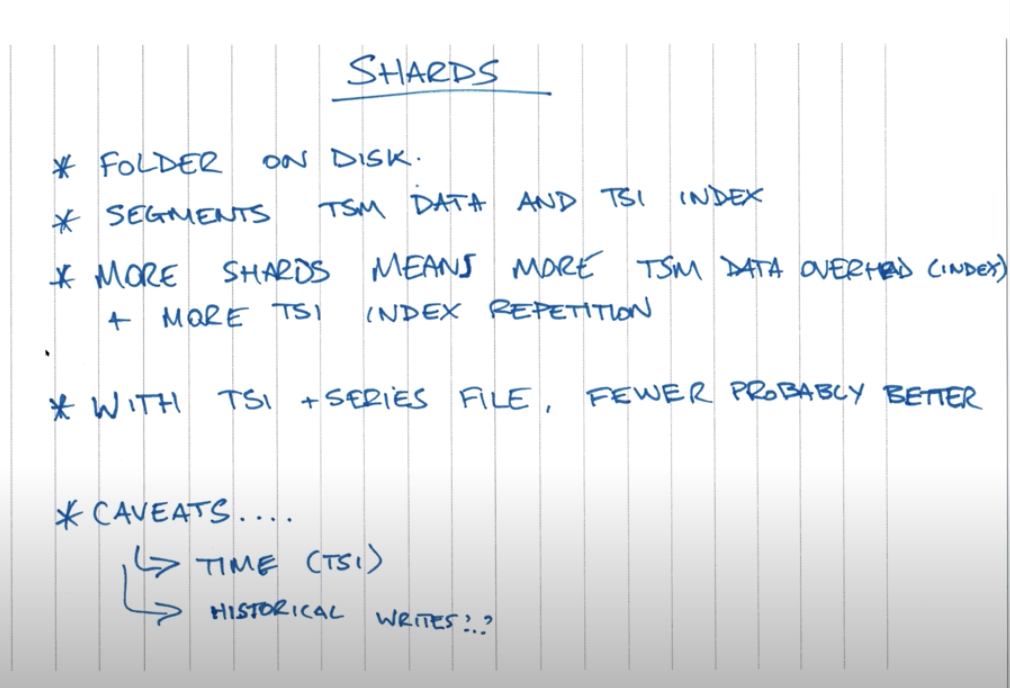 SHARDS
* FOLDER ON DISK.
* SEGMENTS TSM DATA AND TSI INDEX
* MORE SHARDS MEANS MORE TSM DATA OVERHEAD (INDEX)
+ MORE TSI INDEX REPETITION
* WITH TSI + SERIES FILE, FEWER PROBABLY BETTER
* CAVEATS....
↳ TIME (TSI)
↳ HISTORICAL WRITES?